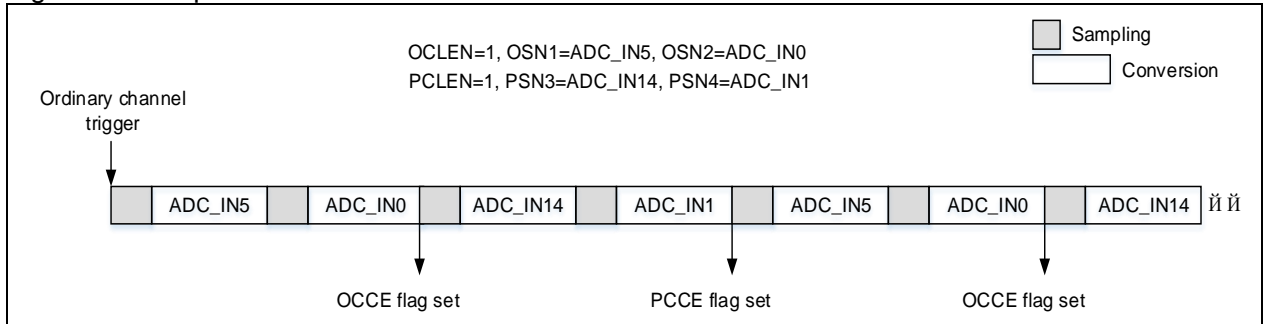 OCLEN=1, OSN1=ADC_IN5, OSN2=ADC_IN0
PCLEN=1, PSN3=ADC_IN14, PSN4=ADC_IN1
Sampling
Conversion
Ordinary channel
trigger
ADC_IN5 ADC_IN0 ADC_IN14 ADC_IN1 ADC_IN5 ADC_IN0 ADC_IN14 ЙЙ
OCCE flag set PCCE flag set OCCE flag set